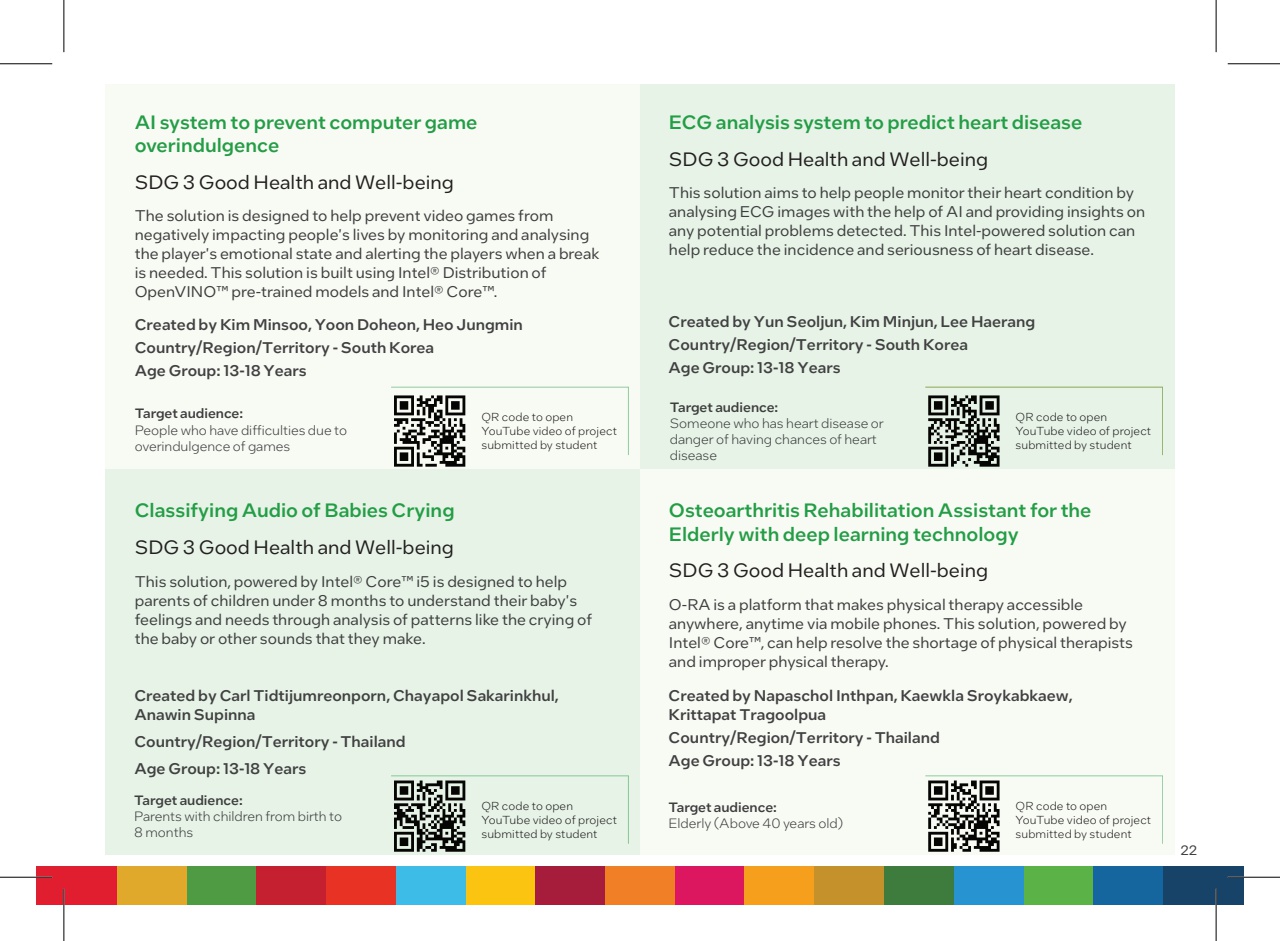 AI system to prevent computer game
overindulgence
SDG 3 Good Health and Well-being
The solution is designed to help prevent video games from
negatively impacting people's lives by monitoring and analysing
the player's emotional state and alerting the players when a break
is needed. This solution is built using Intel® Distribution of
OpenVINO™ pre-trained models and Intel® Core™.
Created by Kim Minsoo, Yoon Doheon, Heo Jungmin
Country/Region/Territory - South Korea
Age Group: 13-18 Years
Target audience:
People who have difficulties due to
overindulgence of games
QR code to open
YouTube video of project
submitted by student
ECG analysis system to predict heart disease
SDG 3 Good Health and Well-being
This solution aims to help people monitor their heart condition by
analysing ECG images with the help of AI and providing insights on
any potential problems detected. This Intel-powered solution can
help reduce the incidence and seriousness of heart disease.
Created by Yun Seoljun, Kim Minjun, Lee Haerang
Country/Region/Territory - South Korea
Age Group: 13-18 Years
Target audience:
Someone who has heart disease or
danger of having chances of heart
disease
QR code to open
YouTube video of project
submitted by student
Classifying Audio of Babies Crying
SDG 3 Good Health and Well-being
This solution, powered by Intel® Core™ i5 is designed to help
parents of children under 8 months to understand their baby's
feelings and needs through analysis of patterns like the crying of
the baby or other sounds that they make.
Created by Carl Tidtijumreonporn, Chayapol Sakarinkhul,
Anawin Supinna
Country/Region/Territory - Thailand
Age Group: 13-18 Years
Target audience:
Parents with children from birth to
8 months
QR code to open
YouTube video of project
submitted by student
Osteoarthritis Rehabilitation Assistant for the
Elderly with deep learning technology
SDG 3 Good Health and Well-being
O-RA is a platform that makes physical therapy accessible
anywhere, anytime via mobile phones. This solution, powered by
Intel® Core™, can help resolve the shortage of physical therapists
and improper physical therapy.
Created by Napaschol Inthpan, Kaewkla Sroykabkaew,
Krittapat Tragoolpua
Country/Region/Territory - Thailand
Age Group: 13-18 Years
Target audience:
Elderly (Above 40 years old)
QR code to open
YouTube video of project
submitted by student
22